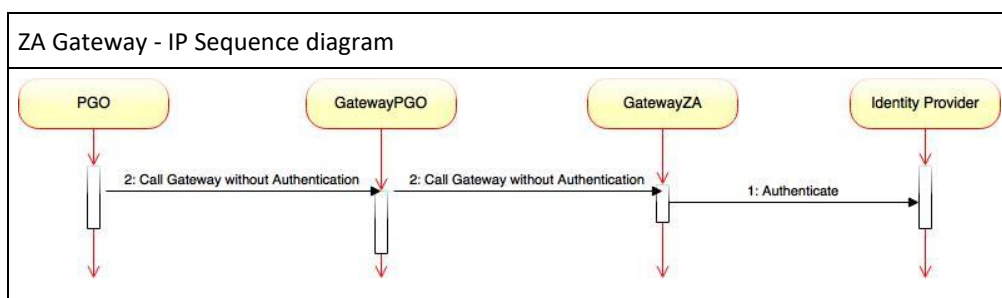 ZA Gateway - IP Sequence diagram
PGO
GatewayPGO
GatewayZA
Identity Provider
2: Call Gateway without Authentication
2: Call Gateway without Authentication
1: Authenticate